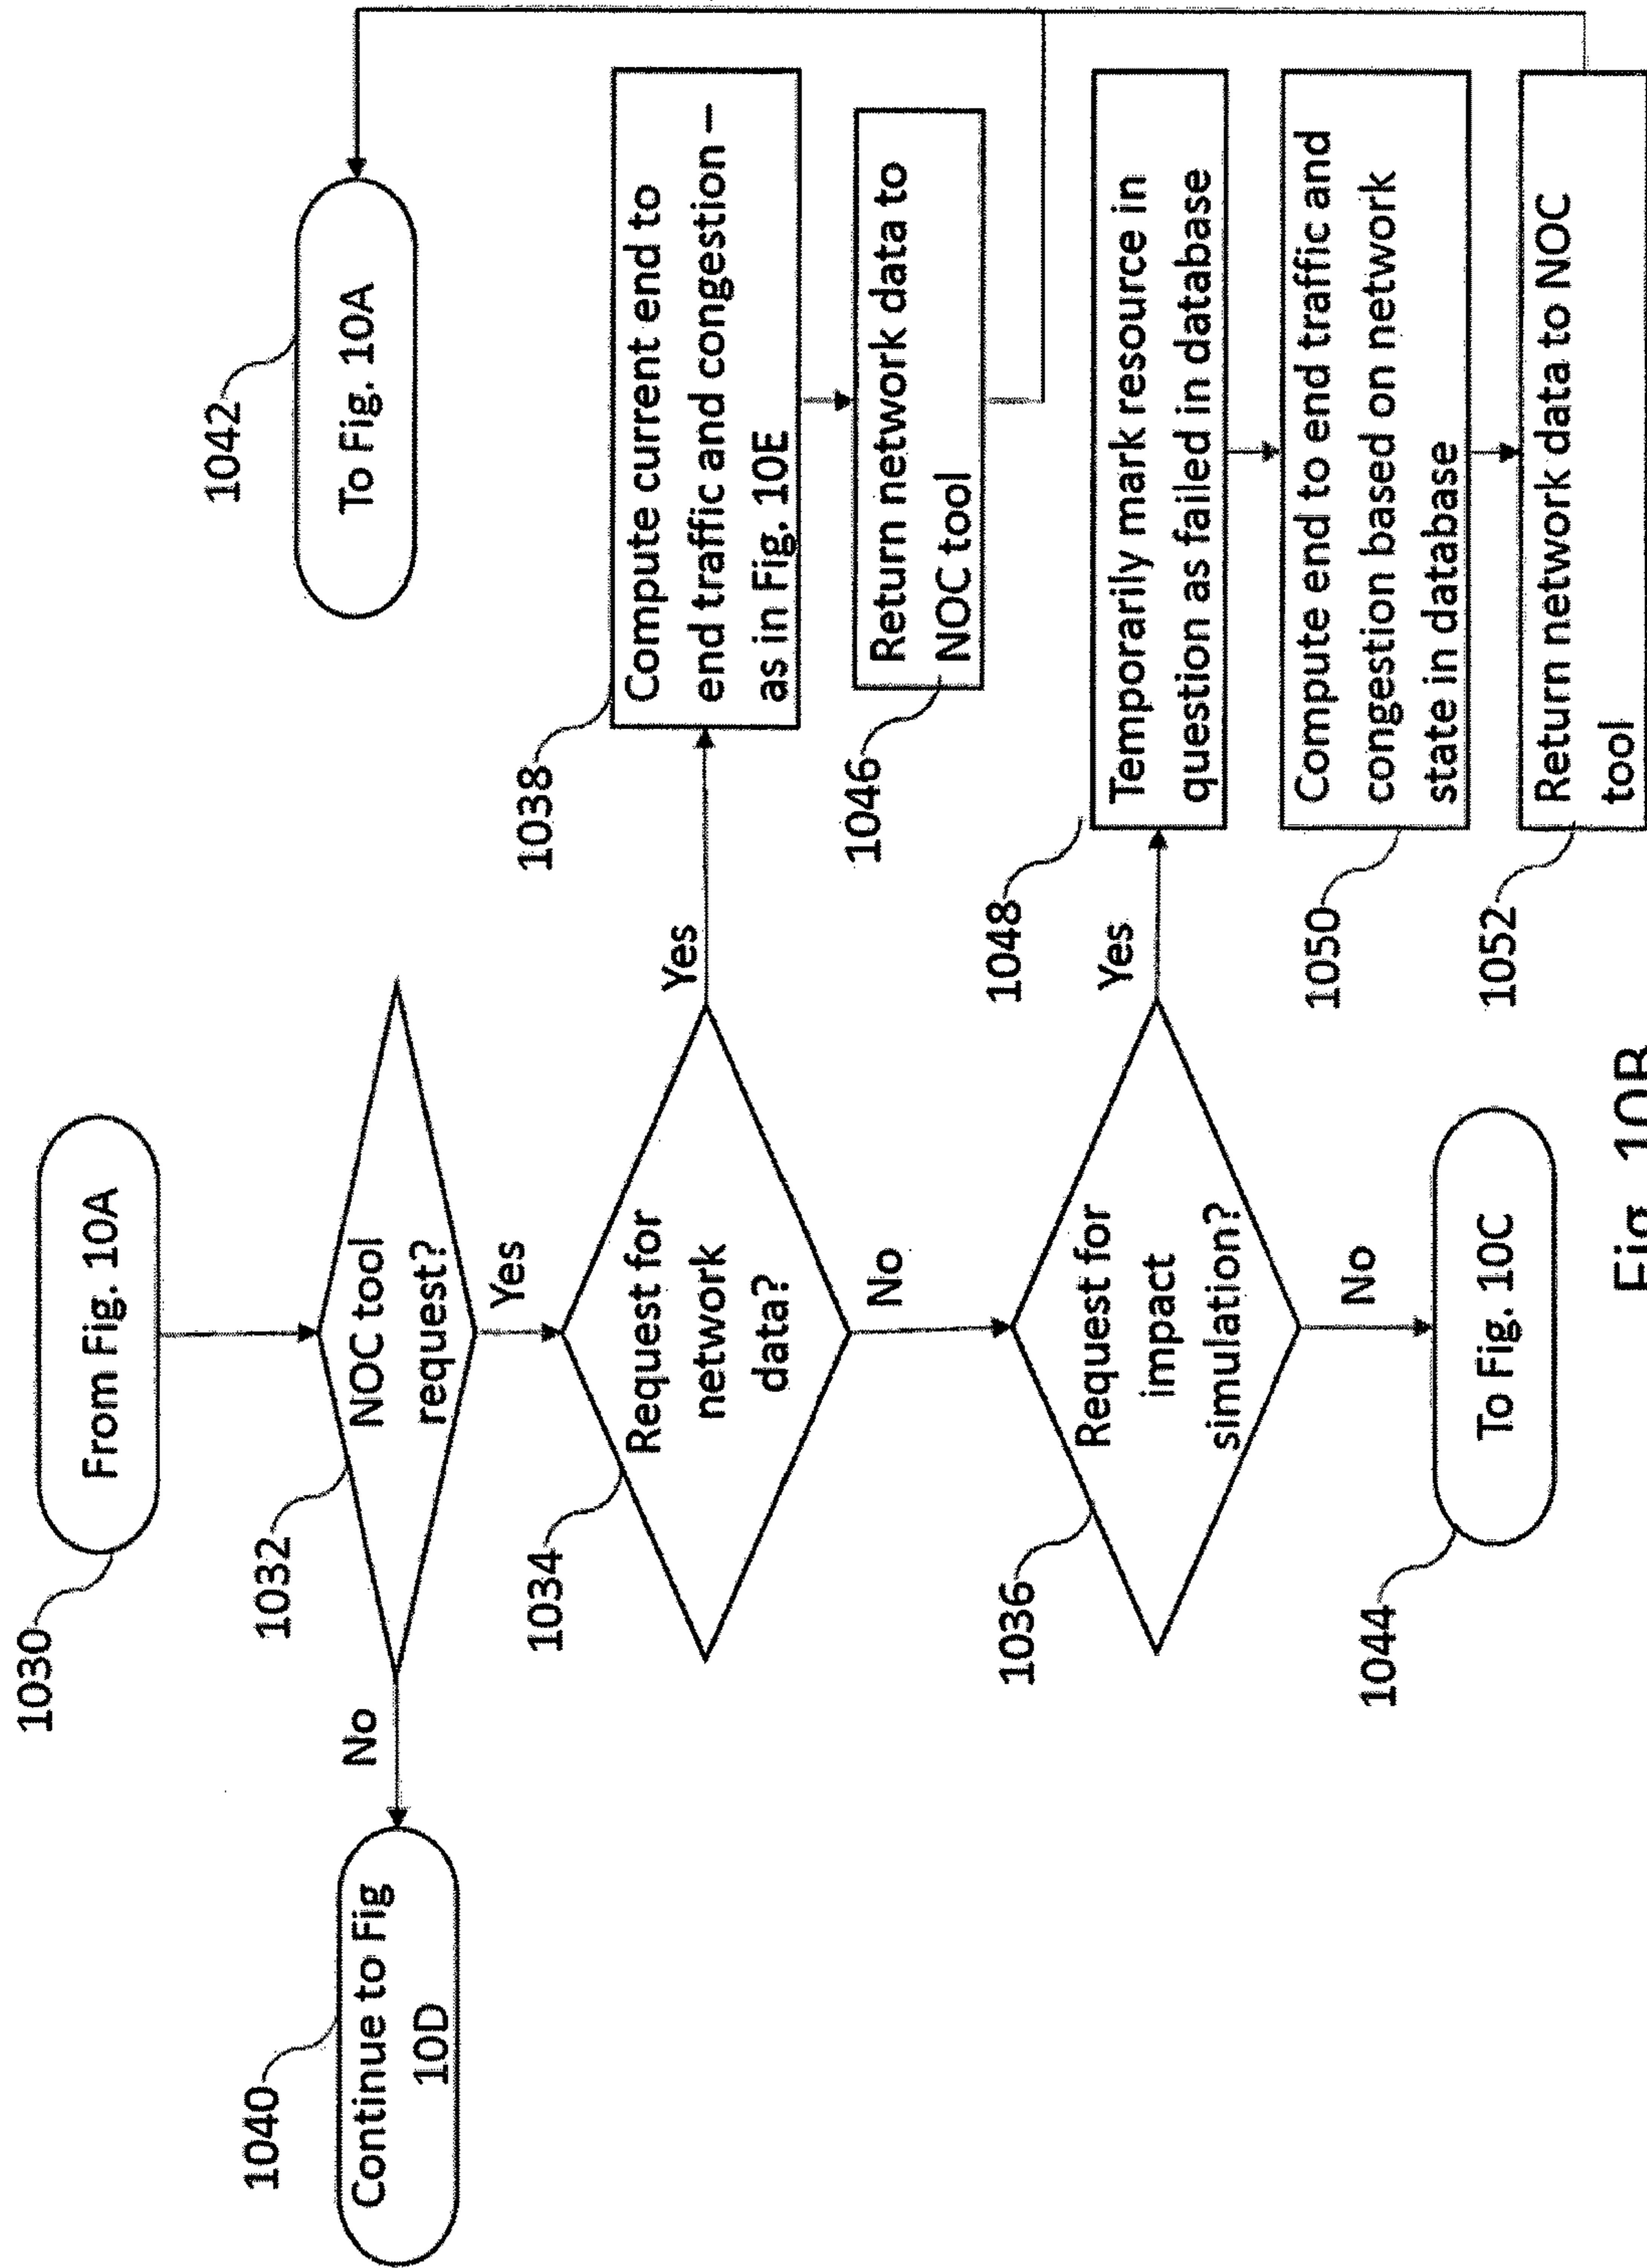 1030
From Fig. 10A
1032
NOC tool
request?
No
Yes
1040
Continue to Fig
10D
1042
To Fig. 10A
1034
Request for
network
data?
Yes
No
1038
Compute current end to
end traffic and congestion –
as in Fig. 10E
1046
Return network data to
NOC tool
1036
Request for
impact
simulation?
Yes
No
1048
Temporarily mark resource in
question as failed in database
1050
Compute end to end traffic and
congestion based on network
state in database
1052
Return network data to NOC
tool
1044
To Fig. 10C
Fig. 10B